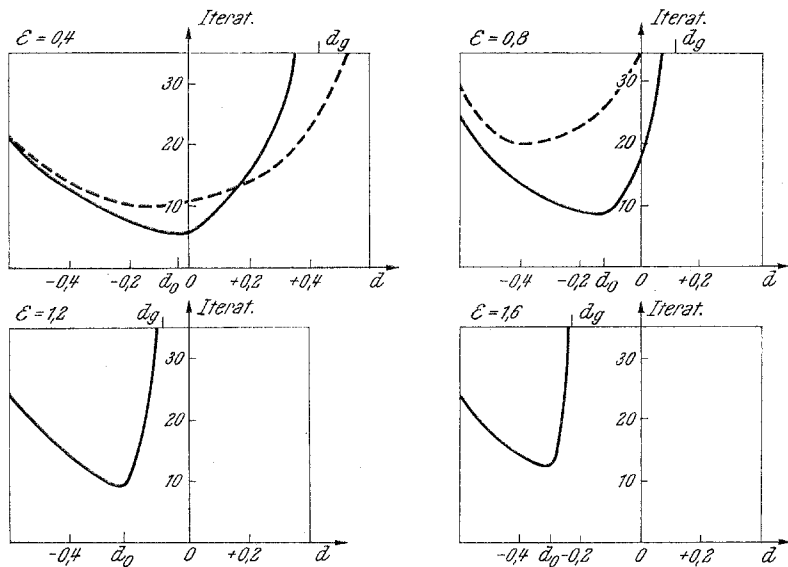 Iterat.
ε = 0,4
d_g
30
20
10
-0,4 -0,2 d_0 0 +0,2 +0,4 d
Iterat.
ε = 0,8
d_g
30
20
10
-0,4 -0,2 d_0 0 +0,2 d
Iterat.
ε = 1,2
d_g
30
20
10
-0,4 d_0 0 +0,2 d
Iterat.
ε = 1,6
d_g
30
20
10
-0,4 d_0 -0,2 0 +0,2 d